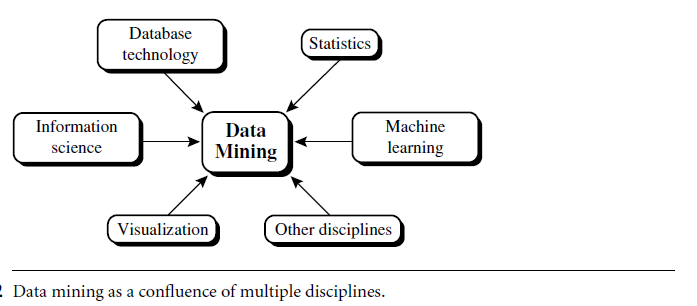 Database
technology
Statistics
Information
science
Data
Mining
Machine
learning
Visualization
Other disciplines
2 Data mining as a confluence of multiple disciplines.